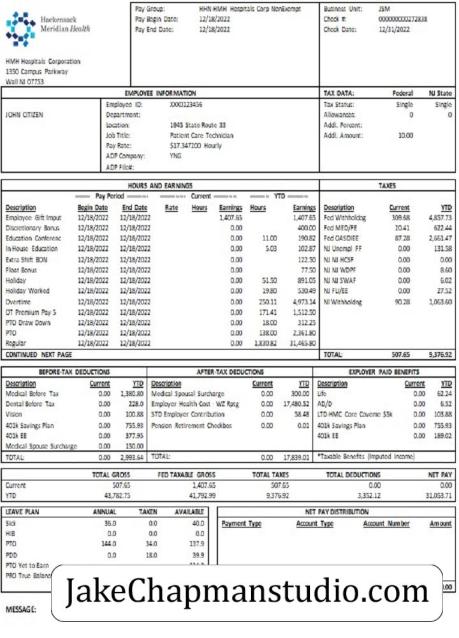 Hackensack
Meridian Health
HMH Hospitals Corporation
1350 Campus Parkway
Wall NJ 07753
Pay Group: HHN HMH Hospitals Corp NonExempt
Pay Begin Date: 12/18/2022
Pay End Date: 12/18/2022
Business Unit: JSM
Check #: 000000000272838
Check Date: 12/31/2022
JOHN CITIZEN
EMPLOYEE INFORMATION
Employee ID: XXX0123456
Department:
Location: 1945 State Route 33
Job Title: Patient Care Technician
Pay Rate: $17.347200 Hourly
ADP Company: YNG
ADP File#:
TAX DATA: Federal NJ State
Tax Status: Single Single
Allowances: 0 0
Addl. Percent:
Addl. Amount: 10.00
HOURS AND EARNINGS
Pay Period Current YTD
Description Begin Date End Date Rate Hours Earnings Hours Earnings
Employee Gift Imput 12/18/2022 12/18/2022 1,407.65 1,407.65
Discretionary Bonus 12/18/2022 12/18/2022 0.00 400.00
Education Conference 12/18/2022 12/18/2022 0.00 11.00 190.82
In-House Education 12/18/2022 12/18/2022 0.00 5.03 102.87
Extra Shift BON 12/18/2022 12/18/2022 0.00 122.50
Float Bonus 12/18/2022 12/18/2022 0.00 77.50
Holiday 12/18/2022 12/18/2022 0.00 51.50 891.05
Holiday Worked 12/18/2022 12/18/2022 0.00 19.80 530.49
Overtime 12/18/2022 12/18/2022 0.00 250.11 4,973.14
OT Premium Pay 5 12/18/2022 12/18/2022 0.00 171.41 1,512.50
PTO Draw Down 12/18/2022 12/18/2022 0.00 18.00 312.25
PTO 12/18/2022 12/18/2022 0.00 138.00 2,361.80
Regular 12/18/2022 12/18/2022 0.00 1,830.82 31,465.80
CONTINUED NEXT PAGE
TAXES
Description Current YTD
Fed Withholdng 309.68 4,857.73
Fed MED/EE 20.41 622.44
Fed OASDI/EE 87.28 2,661.47
NJ Unempl FF 0.00 131.58
NJ NJ HCSF 0.00 0.00
NJ NJ WDPF 0.00 8.60
NJ NJ SWAF 0.00 6.02
NJ FLI/EE 0.00 27.52
NJ Withholdng 90.28 1,063.60
TOTAL: 507.65 9,376.92
BEFORE-TAX DEDUCTIONS
Description Current YTD
Medical Before Tax 0.00 1,380.80
Dental Before Tax 0.00 228.0
Vision 0.00 100.88
401k Savings Plan 0.00 755.93
401k EE 0.00 377.95
Medical Spouse Surcharge 0.00 150.00
TOTAL: 0.00 2,993.64
AFTER-TAX DEDUCTIONS
Description Current YTD
Medical Spousal Surcharge 0.00 300.00
Employer Health Cost WZ Rptg 0.00 17,480.52
STD Employer Contribution 0.00 58.48
Pension Retirement Checkbox 0.00 0.01
TOTAL: 0.00 17,839.01
EMPLOYER PAID BENEFITS
Description Current YTD
Life 0.00 62.24
AD/D 0.00 6.52
LTD-HMC Core Coverne 55k 0.00 103.88
401k Savings Plan 0.00 755.93
401k EE 0.00 189.02
*Taxable Benefits (Imputed Income)
TOTAL GROSS FED TAXABLE GROSS TOTAL TAXES TOTAL DEDUCTIONS NET PAY
Current 507.65 1,407.65 507.65 0.00 0.00
YTD 43,782.75 41,792.99 9,376.92 3,352.12 31,053.71
LEAVE PLAN ANNUAL TAKEN AVAILABLE
Sick 36.0 0.0 40.0
HIB 0.0 0.0 0.0
PTO 144.0 34.0 137.9
PDD 0.0 18.0 39.9
PTO Yet to Earn
PRO True Balance
NET PAY DISTRIBUTION
Payment Type Account Type Account Number Amount
0.00
JakeChapmanstudio.com
MESSAGE: